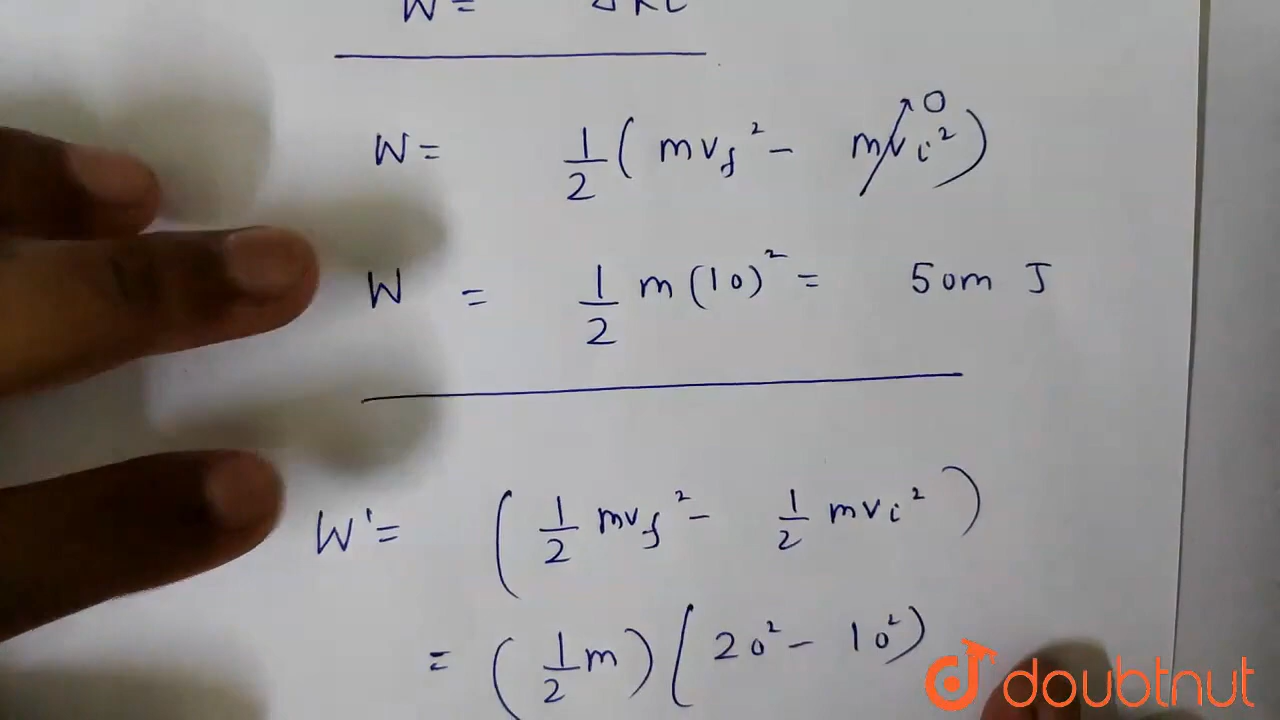 W = ΔKE
W = 1/2 ( mv_f² - mv_i² ) ↗ 0
W = 1/2 m (10)² = 50m J
W' = ( 1/2 mv_f² - 1/2 mv_i² )
= ( 1/2 m ) ( 20² - 10² )
doubtnut